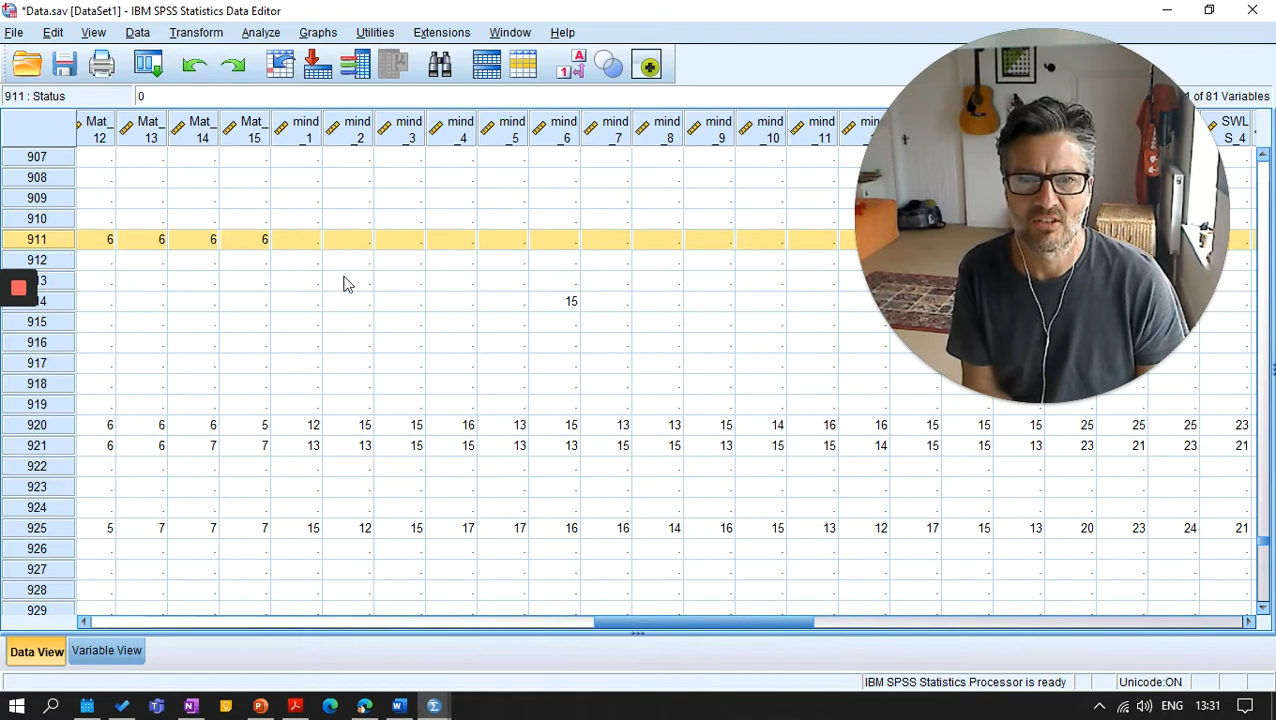 *Data.sav [DataSet1] - IBM SPSS Statistics Data Editor
File Edit View Data Transform Analyze Graphs Utilities Extensions Window Help
A
1
911 : Status 0 of 81 Variables
Mat_12 Mat_13 Mat_14 Mat_15 mind_1 mind_2 mind_3 mind_4 mind_5 mind_6 mind_7 mind_8 mind_9 mind_10 mind_11 SWLS_4
907
908
909
910
911 6 6 6 6
912
13
14 15
915
916
917
918
919
920 6 6 6 5 12 15 15 16 13 15 13 13 15 14 16 16 15 15 25 25 25 23
921 6 6 7 7 13 13 15 15 13 15 15 15 13 15 15 14 15 15 13 23 21 23 21
922
923
924
925 5 7 7 7 15 12 15 17 17 16 16 14 16 15 13 12 17 15 13 20 23 24 21
926
927
928
929
Data View Variable View
IBM SPSS Statistics Processor is ready Unicode:ON
ENG 13:31